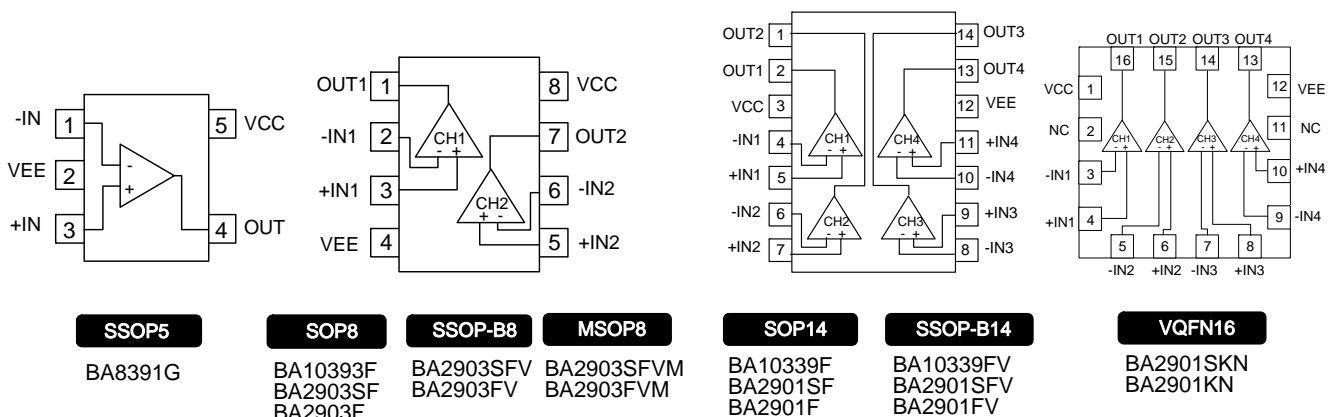 -IN
1
VEE
2
+IN
3
-
+
5
VCC
4
OUT
OUT1
1
-IN1
2
+IN1
3
VEE
4
CH1
- +
CH2
+ -
8
VCC
7
OUT2
6
-IN2
5
+IN2
OUT2
1
OUT1
2
VCC
3
-IN1
4
+IN1
5
-IN2
6
+IN2
7
CH1
- +
CH4
- +
CH2
- +
CH3
- +
14
OUT3
13
OUT4
12
VEE
11
+IN4
10
-IN4
9
+IN3
8
-IN3
OUT1 OUT2 OUT3 OUT4
16 15 14 13
VCC
1
NC
2
-IN1
3
+IN1
4
CH1
- +
CH2
- +
CH3
- +
CH4
- +
12
VEE
11
NC
10
+IN4
9
-IN4
5 6 7 8
-IN2 +IN2 -IN3 +IN3
SSOP5
BA8391G
SOP8
BA10393F
BA2903SF
BA2903F
SSOP-B8
BA2903SFV
BA2903FV
MSOP8
BA2903SFVM
BA2903FVM
SOP14
BA10339F
BA2901SF
BA2901F
SSOP-B14
BA10339FV
BA2901SFV
BA2901FV
VQFN16
BA2901SKN
BA2901KN